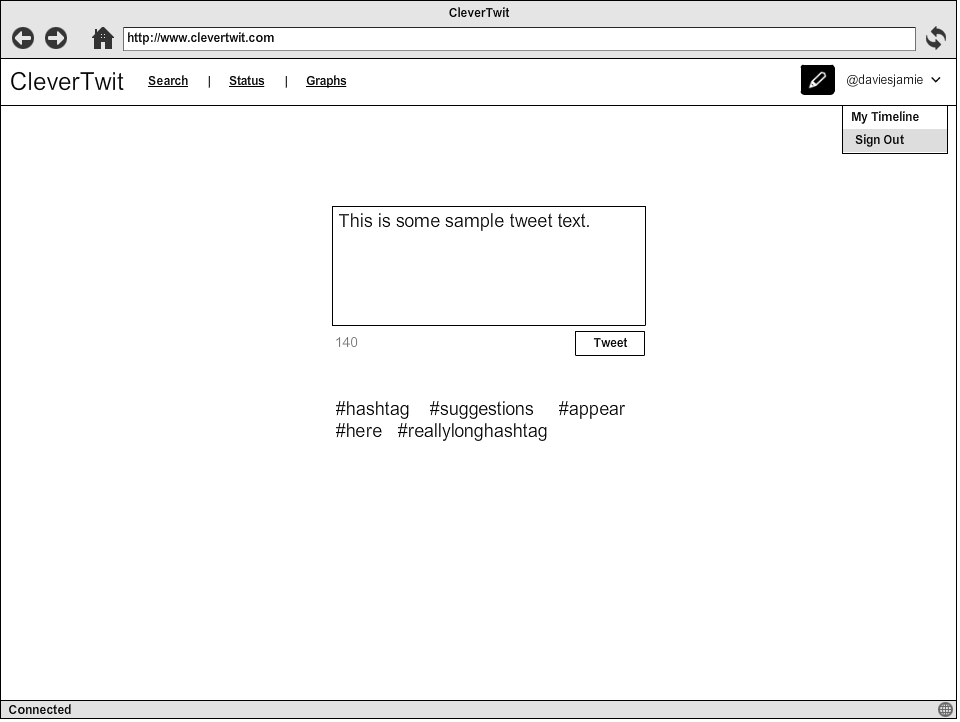 CleverTwit
http://www.clevertwit.com
CleverTwit Search | Status | Graphs @daviesjamie
My Timeline
Sign Out
This is some sample tweet text.
140 Tweet
#hashtag #suggestions #appear
#here #reallylonghashtag
Connected